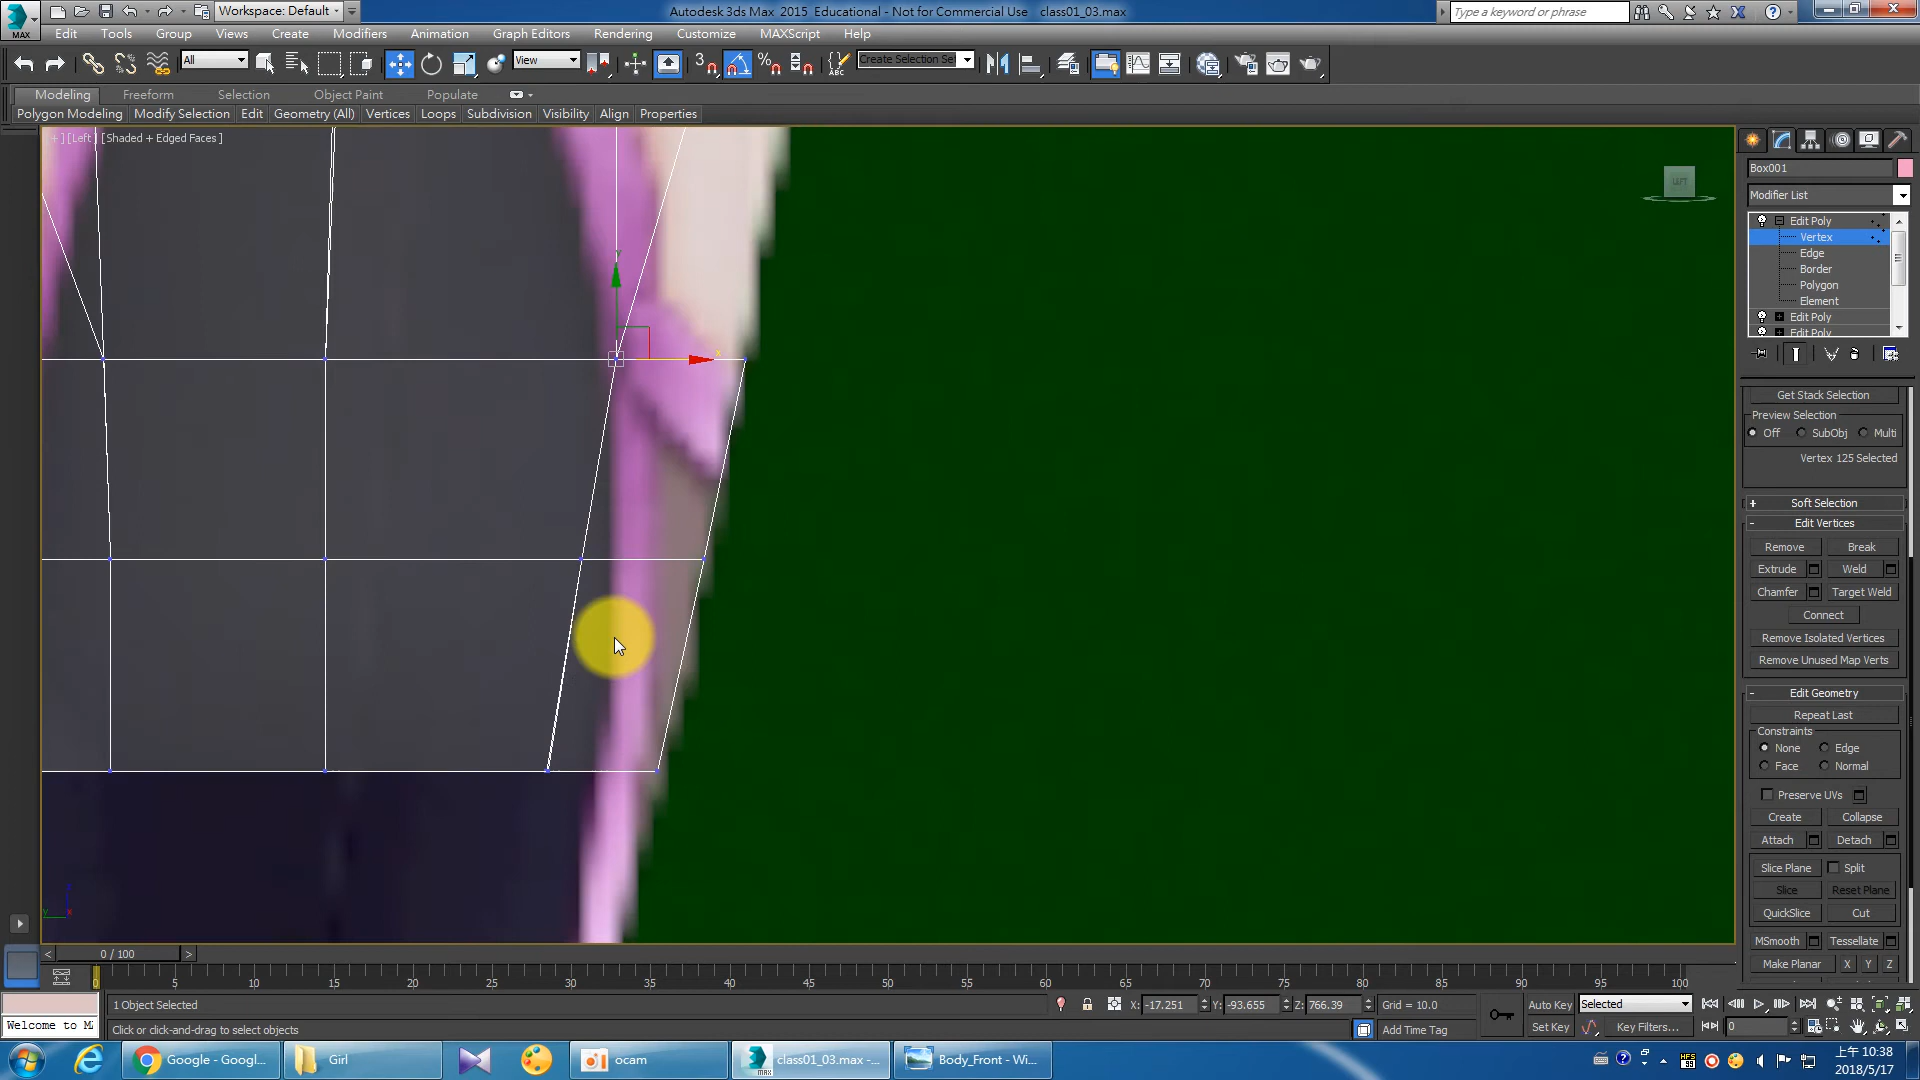 MAX
Workspace: Default
Autodesk 3ds Max 2015 Educational - Not for Commercial Use class01_03.max
Type a keyword or phrase
Edit Tools Group Views Create Modifiers Animation Graph Editors Rendering Customize MAXScript Help
All
View
3
ABC
Create Selection Se
Modeling Freeform Selection Object Paint Populate
Polygon Modeling Modify Selection Edit Geometry (All) Vertices Loops Subdivision Visibility Align Properties
+ ] [Left ] [Shaded + Edged Faces ]
LEFT
Box001
Modifier List
Edit Poly
Vertex
Edge
Border
Polygon
Element
Edit Poly
Edit Poly
Get Stack Selection
Preview Selection
Off SubObj Multi
Vertex 125 Selected
+ Soft Selection
- Edit Vertices
Remove Break
Extrude Weld
Chamfer Target Weld
Connect
Remove Isolated Vertices
Remove Unused Map Verts
- Edit Geometry
Repeat Last
Constraints
None Edge
Face Normal
Preserve UVs
Create Collapse
Attach Detach
Slice Plane Split
Slice Reset Plane
QuickSlice Cut
MSmooth Tessellate
Make Planar X Y Z
< 0 / 100 >
0 5 10 15 20 25 30 35 40 45 50 55 60 65 70 75 80 85 90 95 100
1 Object Selected
X: -17.251 Y: -93.655 Z: 766.39 Grid = 10.0
Auto Key Selected
Welcome to M
Click or click-and-drag to select objects
Add Time Tag
Set Key Key Filters... 0
Google - Googl...
Girl
ocam
class01_03.max -...
Body_Front - Wi...
上午 10:38
2018/5/17